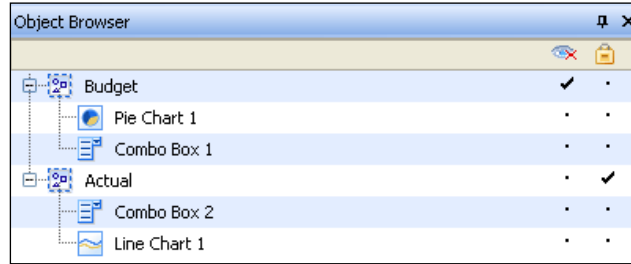 Object Browser
Budget
Pie Chart 1
Combo Box 1
Actual
Combo Box 2
Line Chart 1